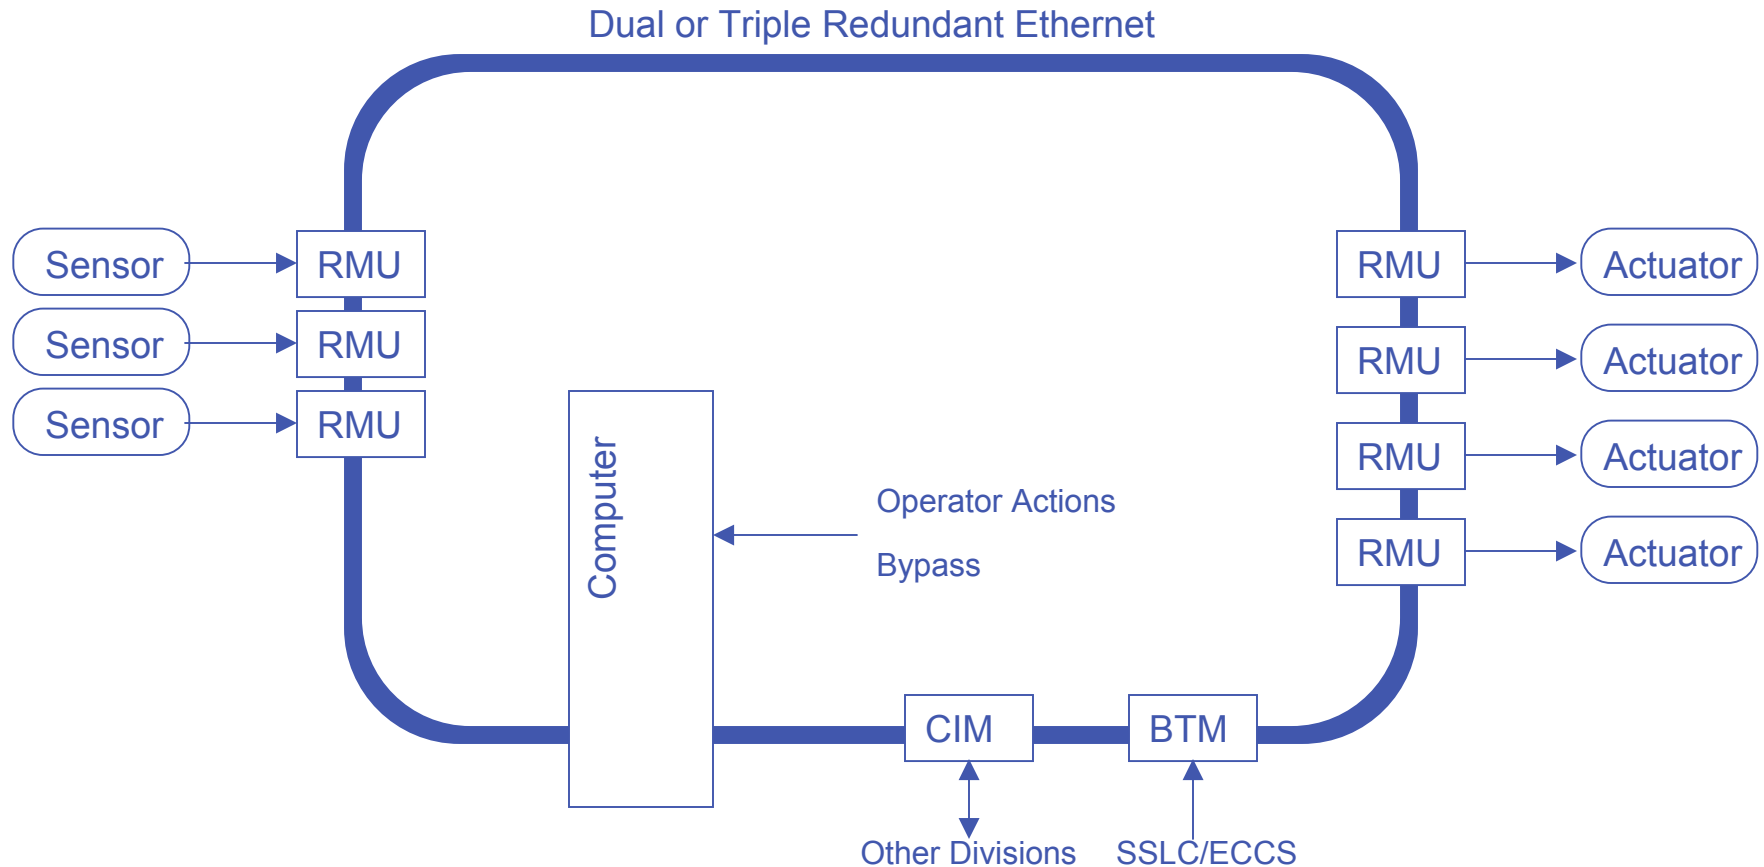 Dual or Triple Redundant Ethernet
Sensor
RMU
RMU
Actuator
Sensor
RMU
RMU
Actuator
Sensor
RMU
RMU
Actuator
Computer
Operator Actions
Bypass
RMU
Actuator
CIM
BTM
Other Divisions
SSLC/ECCS